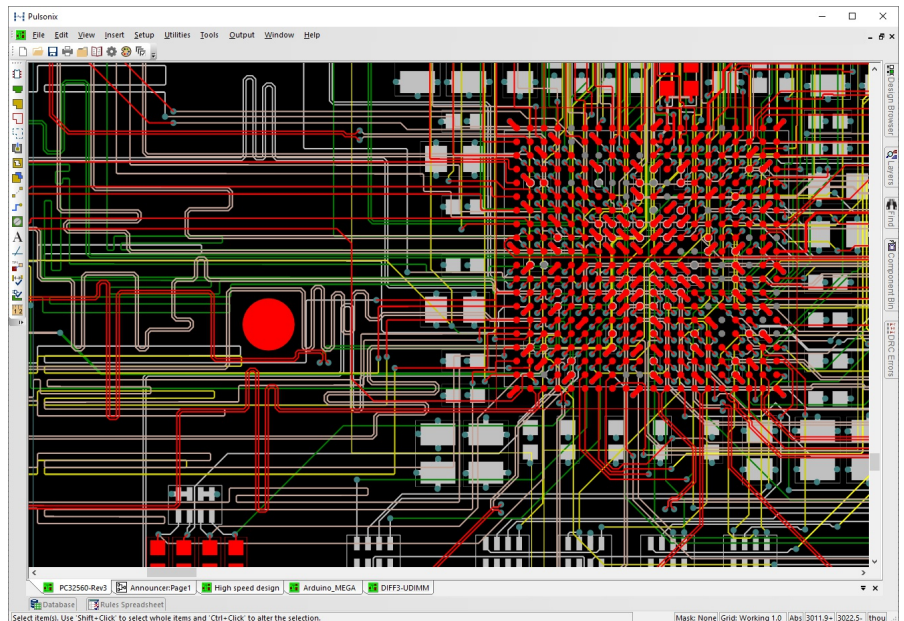 Pulsonix
File Edit View Insert Setup Utilities Tools Output Window Help
Design Browser
Layers
Find
Component Bin
DRC Errors
A
PC32560-Rev3 Announcer:Page1 High speed design Arduino_MEGA DIFF3-UDIMM
Database Rules Spreadsheet
Select item(s). Use 'Shift+Click' to select whole items and 'Ctrl+Click' to alter the selection. Mask: None Grid: Working 1.0 Abs 3011.9+ 3022.5- thou